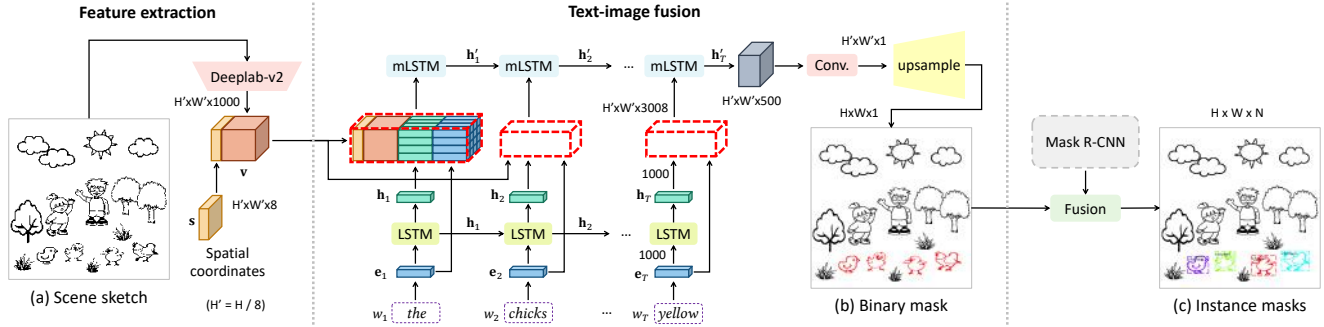 Feature extraction
Text-image fusion
Deeplab-v2
H'xW'x1000
v
s
H'xW'x8
Spatial
coordinates
(H' = H / 8)
(a) Scene sketch
mLSTM
h′1
mLSTM
h′2
...
mLSTM
h′T
H'xW'x500
Conv.
H'xW'x1
upsample
H'xW'x3008
HxWx1
h1
h2
1000
hT
LSTM
h1
LSTM
h2
...
LSTM
1000
e1
e2
eT
w1 the
w2 chicks
...
wT yellow
(b) Binary mask
Mask R-CNN
Fusion
H x W x N
(c) Instance masks